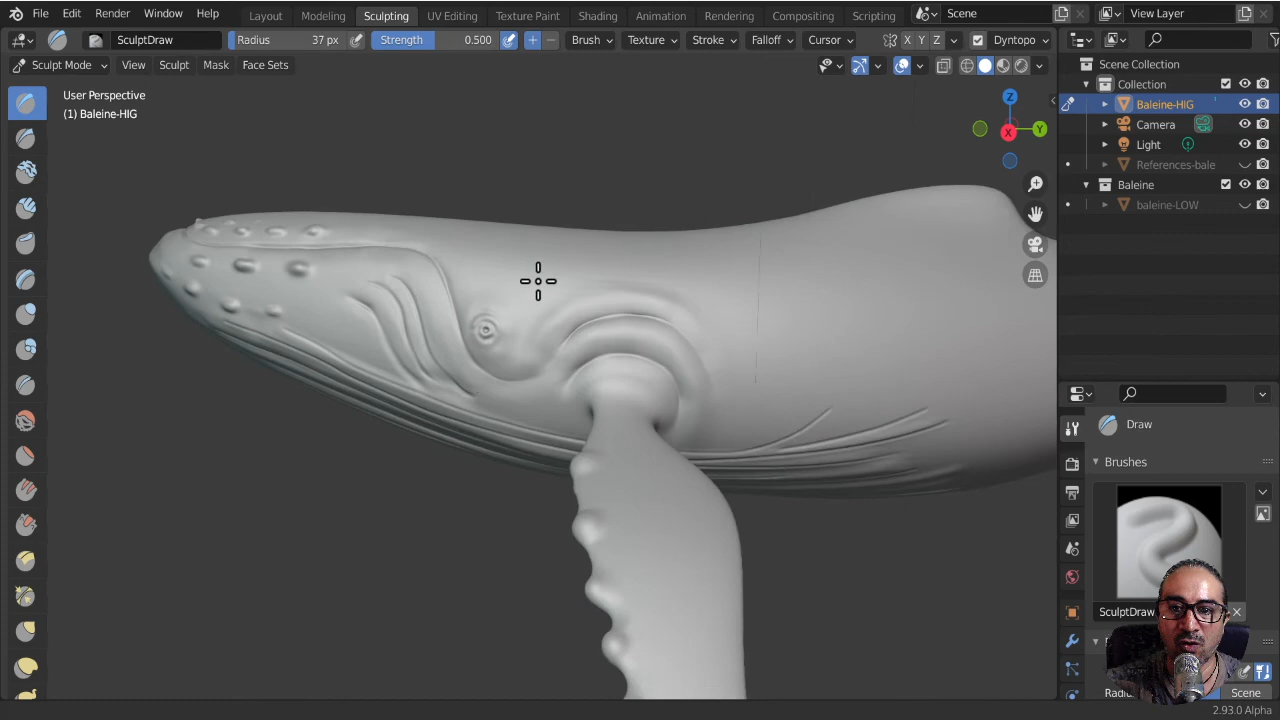 File Edit Render Window Help Layout Modeling Sculpting UV Editing Texture Paint Shading Animation Rendering Compositing Scripting Scene View Layer
SculptDraw Radius 37 px Strength 0.500 Brush Texture Stroke Falloff Cursor X Y Z Dyntopo
Sculpt Mode View Sculpt Mask Face Sets
User Perspective
(1) Baleine-HIG
Z
Y
X
Scene Collection
Collection
Baleine-HIG
Camera
Light
References-bale
Baleine
baleine-LOW
Draw
Brushes
SculptDraw
Scene
2.93.0 Alpha